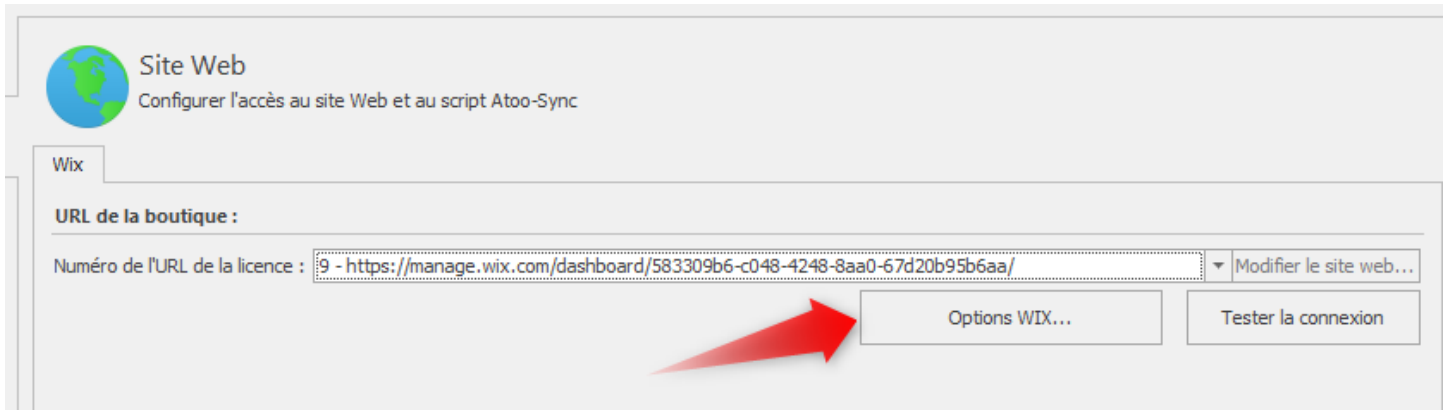 Site Web
Configurer l'accès au site Web et au script Atoo-Sync
Wix
URL de la boutique :
Numéro de l'URL de la licence : 9 - https://manage.wix.com/dashboard/583309b6-c048-4248-8aa0-67d20b95b6aa/ Modifier le site web...
Options WIX... Tester la connexion